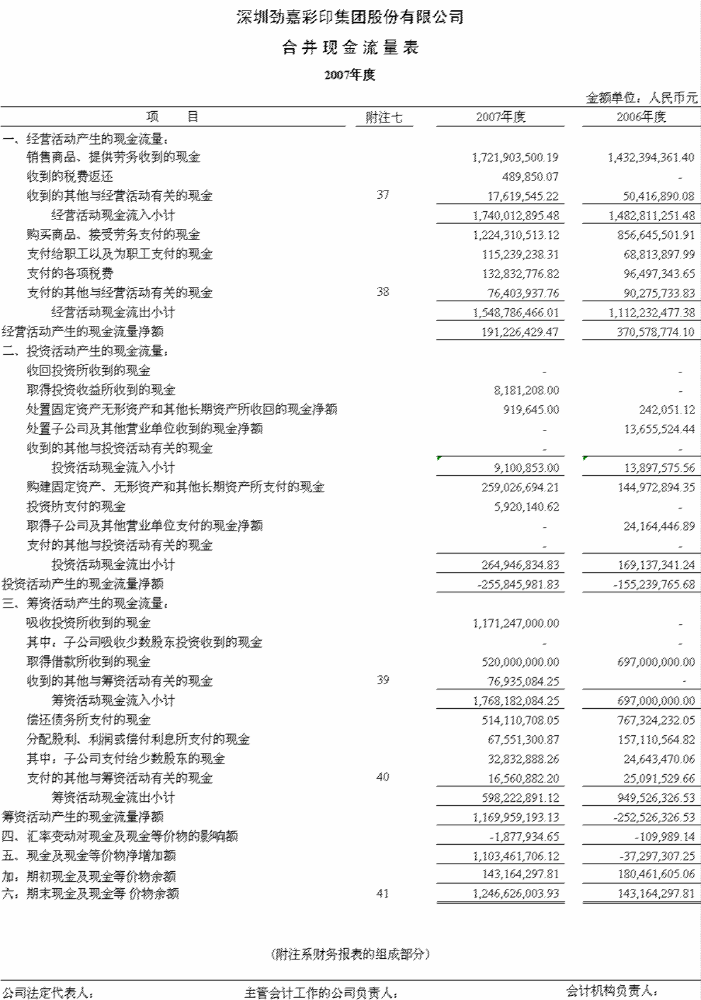 深圳劲嘉彩印集团股份有限公司
合并现金流量表
2007年度
金额单位：人民币元
项 目 附注七 2007年度 2006年度
一、经营活动产生的现金流量：
销售商品、提供劳务收到的现金 1,721,903,500.19 1,432,394,361.40
收到的税费返还 489,850.07 -
收到的其他与经营活动有关的现金 37 17,619,545.22 50,416,890.08
经营活动现金流入小计 1,740,012,895.48 1,482,811,251.48
购买商品、接受劳务支付的现金 1,224,310,513.12 856,645,501.91
支付给职工以及为职工支付的现金 115,239,238.31 68,813,897.99
支付的各项税费 132,832,776.82 96,497,343.65
支付的其他与经营活动有关的现金 38 76,403,937.76 90,275,733.83
经营活动现金流出小计 1,548,786,466.01 1,112,232,477.38
经营活动产生的现金流量净额 191,226,429.47 370,578,774.10
二、投资活动产生的现金流量：
收回投资所收到的现金 - -
取得投资收益所收到的现金 8,181,208.00 -
处置固定资产无形资产和其他长期资产所收回的现金净额 919,645.00 242,051.12
处置子公司及其他营业单位收到的现金净额 - 13,655,524.44
收到的其他与投资活动有关的现金 - -
投资活动现金流入小计 9,100,853.00 13,897,575.56
购建固定资产、无形资产和其他长期资产所支付的现金 259,026,694.21 144,972,894.35
投资所支付的现金 5,920,140.62 -
取得子公司及其他营业单位支付的现金净额 - 24,164,446.89
支付的其他与投资活动有关的现金 - -
投资活动现金流出小计 264,946,834.83 169,137,341.24
投资活动产生的现金流量净额 -255,845,981.83 -155,239,765.68
三、筹资活动产生的现金流量：
吸收投资所收到的现金 1,171,247,000.00 -
其中：子公司吸收少数股东投资收到的现金 - -
取得借款所收到的现金 520,000,000.00 697,000,000.00
收到的其他与筹资活动有关的现金 39 76,935,084.25 -
筹资活动现金流入小计 1,768,182,084.25 697,000,000.00
偿还债务所支付的现金 514,110,708.05 767,324,232.05
分配股利、利润或偿付利息所支付的现金 67,551,300.87 157,110,564.82
其中：子公司支付给少数股东的现金 32,832,888.26 24,643,470.06
支付的其他与筹资活动有关的现金 40 16,560,882.20 25,091,529.66
筹资活动现金流出小计 598,222,891.12 949,526,326.53
筹资活动产生的现金流量净额 1,169,959,193.13 -252,526,326.53
四、汇率变动对现金及现金等价物的影响额 -1,877,934.65 -109,989.14
五、现金及现金等价物净增加额 1,103,461,706.12 -37,297,307.25
加：期初现金及现金等价物余额 143,164,297.81 180,461,605.06
六：期末现金及现金等 价物余额 41 1,246,626,003.93 143,164,297.81
（附注系财务报表的组成部分）
公司法定代表人： 主管会计工作的公司负责人： 会计机构负责人：